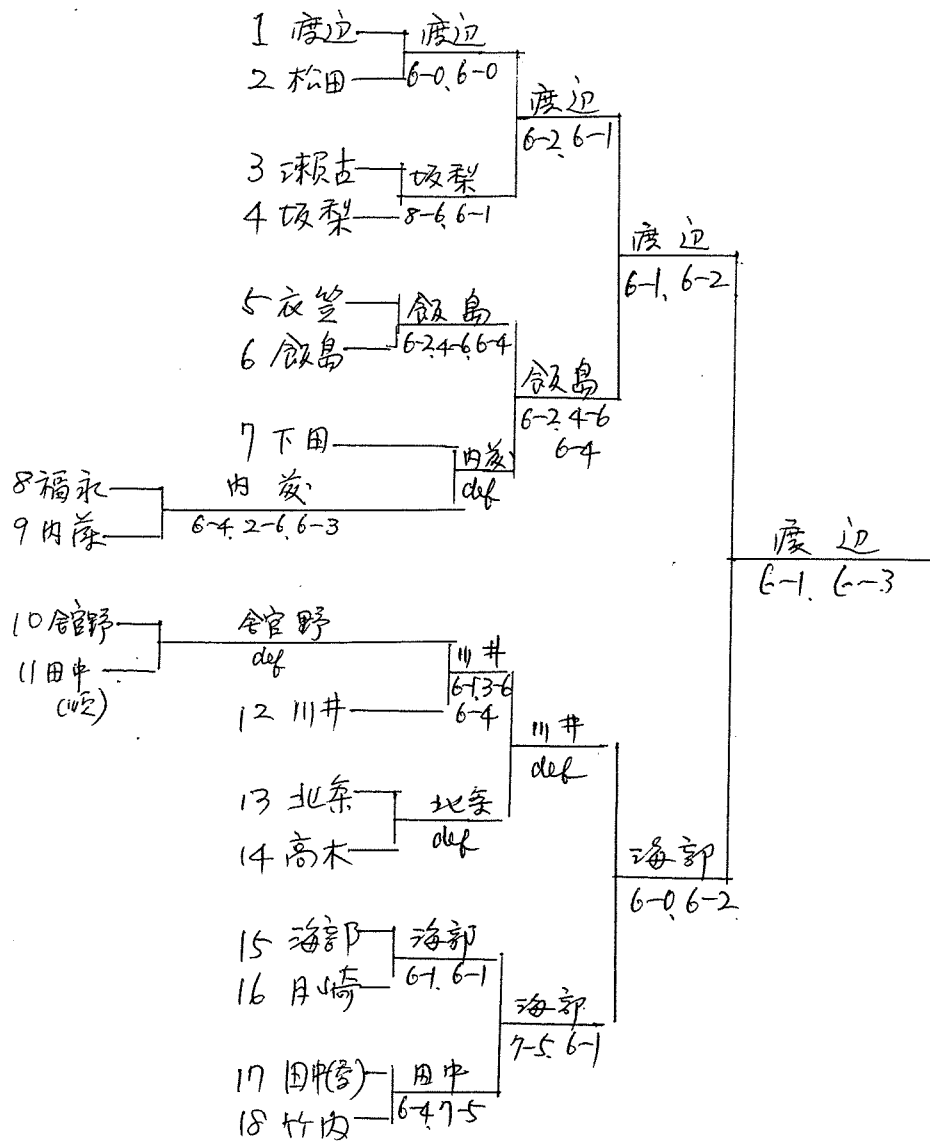 1 渡辺
渡辺
2 松田
6-0, 6-0
渡辺
6-2, 6-1
3 瀬古
坂梨
4 坂梨
8-6, 6-1
渡辺
6-1, 6-2
5 衣笠
飯島
6 飯島
6-2, 4-6, 6-4
飯島
6-2, 4-6
6-4
7 下田
内藤
def
8 福永
内藤
9 内藤
6-4, 2-6, 6-3
渡辺
6-1, 6-3
10 舘野
舘野
def
11 田中
(順)
川井
6-1, 3-6
6-4
12 川井
川井
def
13 北条
北条
14 高木
def
海部
6-0, 6-2
15 海部
海部
16 月崎
6-1, 6-1
海部
7-5, 6-1
17 田中
田中
18 竹内
6-4, 7-5